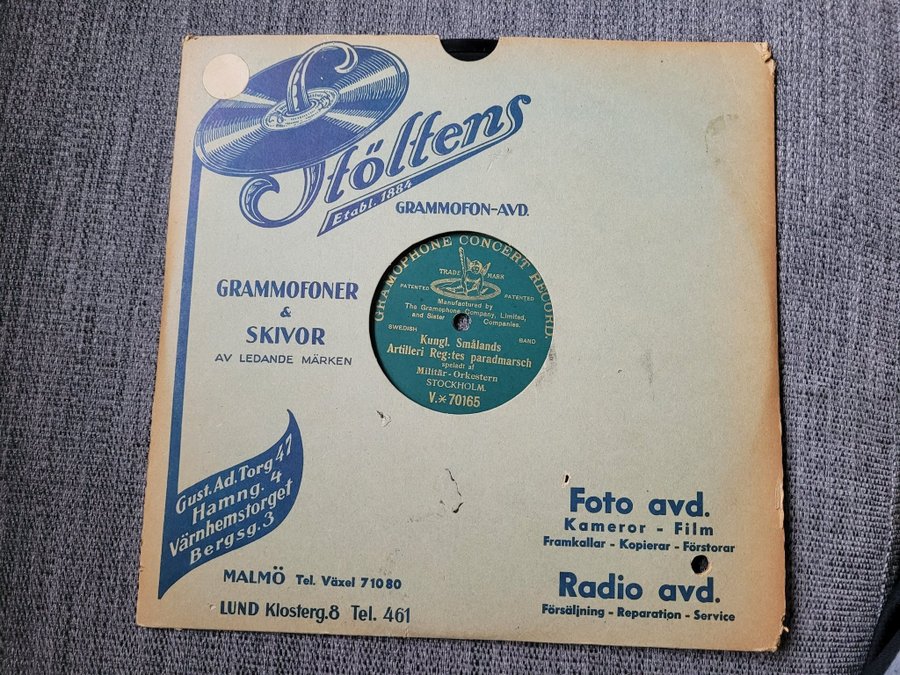 Stöltens
Etabl. 1884
GRAMMOFON-AVD.
GRAMMOFONER
&
SKIVOR
AV LEDANDE MÄRKEN
GRAMOPHONE CONCERT RECORD.
TRADE MARK
PATENTED PATENTED
Manufactured by
The Gramophone Company, Limited,
and Sister Companies.
SWEDISH BAND
Kungl. Smålands
Artilleri Reg:tes paradmarsch
speladt af
Militär-Orkestern
STOCKHOLM.
V.*70165
Gust. Ad. Torg 47
Hamng. 4
Värnhemstorget
Bergsg. 3
MALMÖ Tel. Växel 71080
LUND Klosterg. 8 Tel. 461
Foto avd.
Kameror - Film
Framkallar - Kopierar - Förstorar
Radio avd.
Försäljning - Reparation - Service